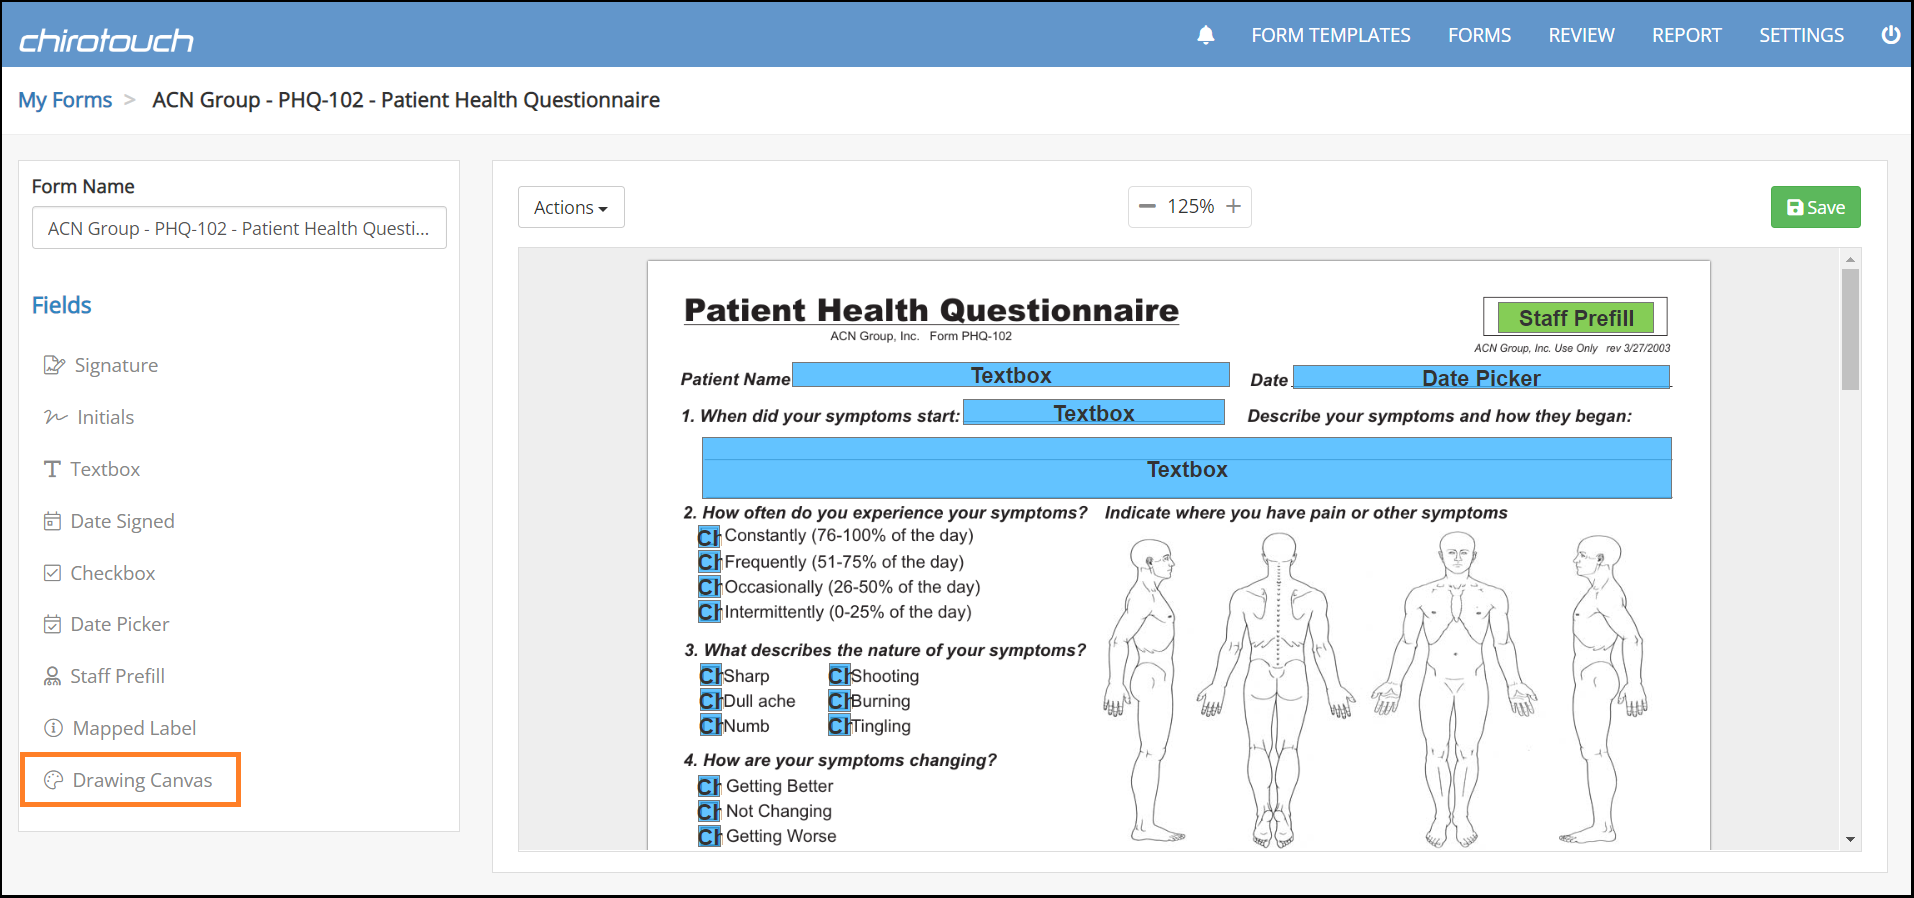 chirotouch
FORM TEMPLATES FORMS REVIEW REPORT SETTINGS
My Forms > ACN Group - PHQ-102 - Patient Health Questionnaire
Form Name
ACN Group - PHQ-102 - Patient Health Questi...
Fields
Signature
Initials
Textbox
Date Signed
Checkbox
Date Picker
Staff Prefill
Mapped Label
Drawing Canvas
Actions
125%
Save
Patient Health Questionnaire
ACN Group, Inc. Form PHQ-102
Staff Prefill
ACN Group, Inc. Use Only rev 3/27/2003
Patient Name Textbox Date Date Picker
1. When did your symptoms start: Textbox Describe your symptoms and how they began:
Textbox
2. How often do you experience your symptoms? Indicate where you have pain or other symptoms
Ch Constantly (76-100% of the day)
Ch Frequently (51-75% of the day)
Ch Occasionally (26-50% of the day)
Ch Intermittently (0-25% of the day)
3. What describes the nature of your symptoms?
Ch Sharp Ch Shooting
Ch Dull ache Ch Burning
Ch Numb Ch Tingling
4. How are your symptoms changing?
Ch Getting Better
Ch Not Changing
Ch Getting Worse